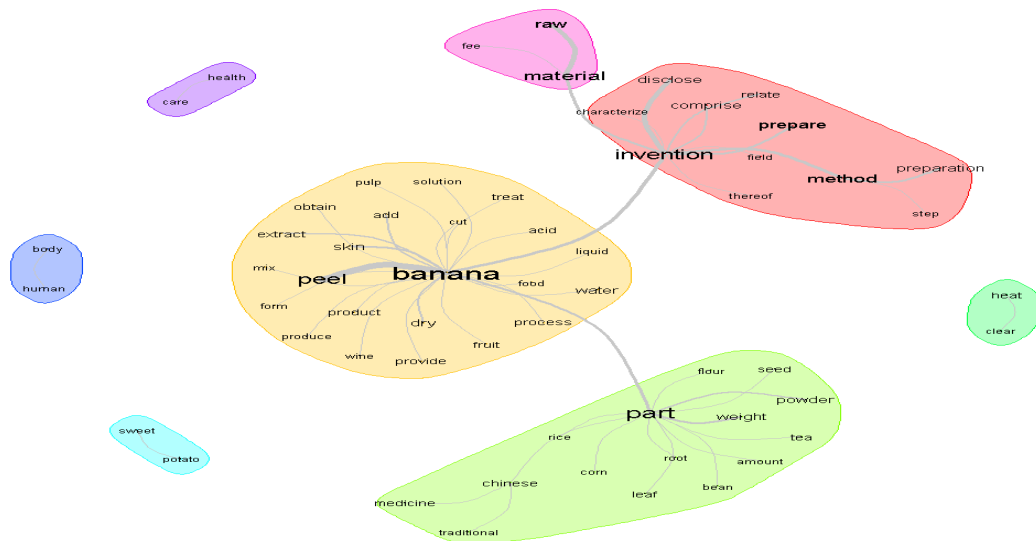 raw
fee
material
health
care
disclose
relate
characterize
comprise
prepare
invention
field
method
preparation
thereof
step
pulp
solution
treat
obtain
add
cut
extract
skin
acid
liquid
mix
peel
banana
food
water
form
product
dry
process
produce
wine
provide
fruit
body
human
heat
clear
sweet
potato
flour
seed
powder
part
weight
rice
tea
corn
root
amount
chinese
leaf
bean
medicine
traditional